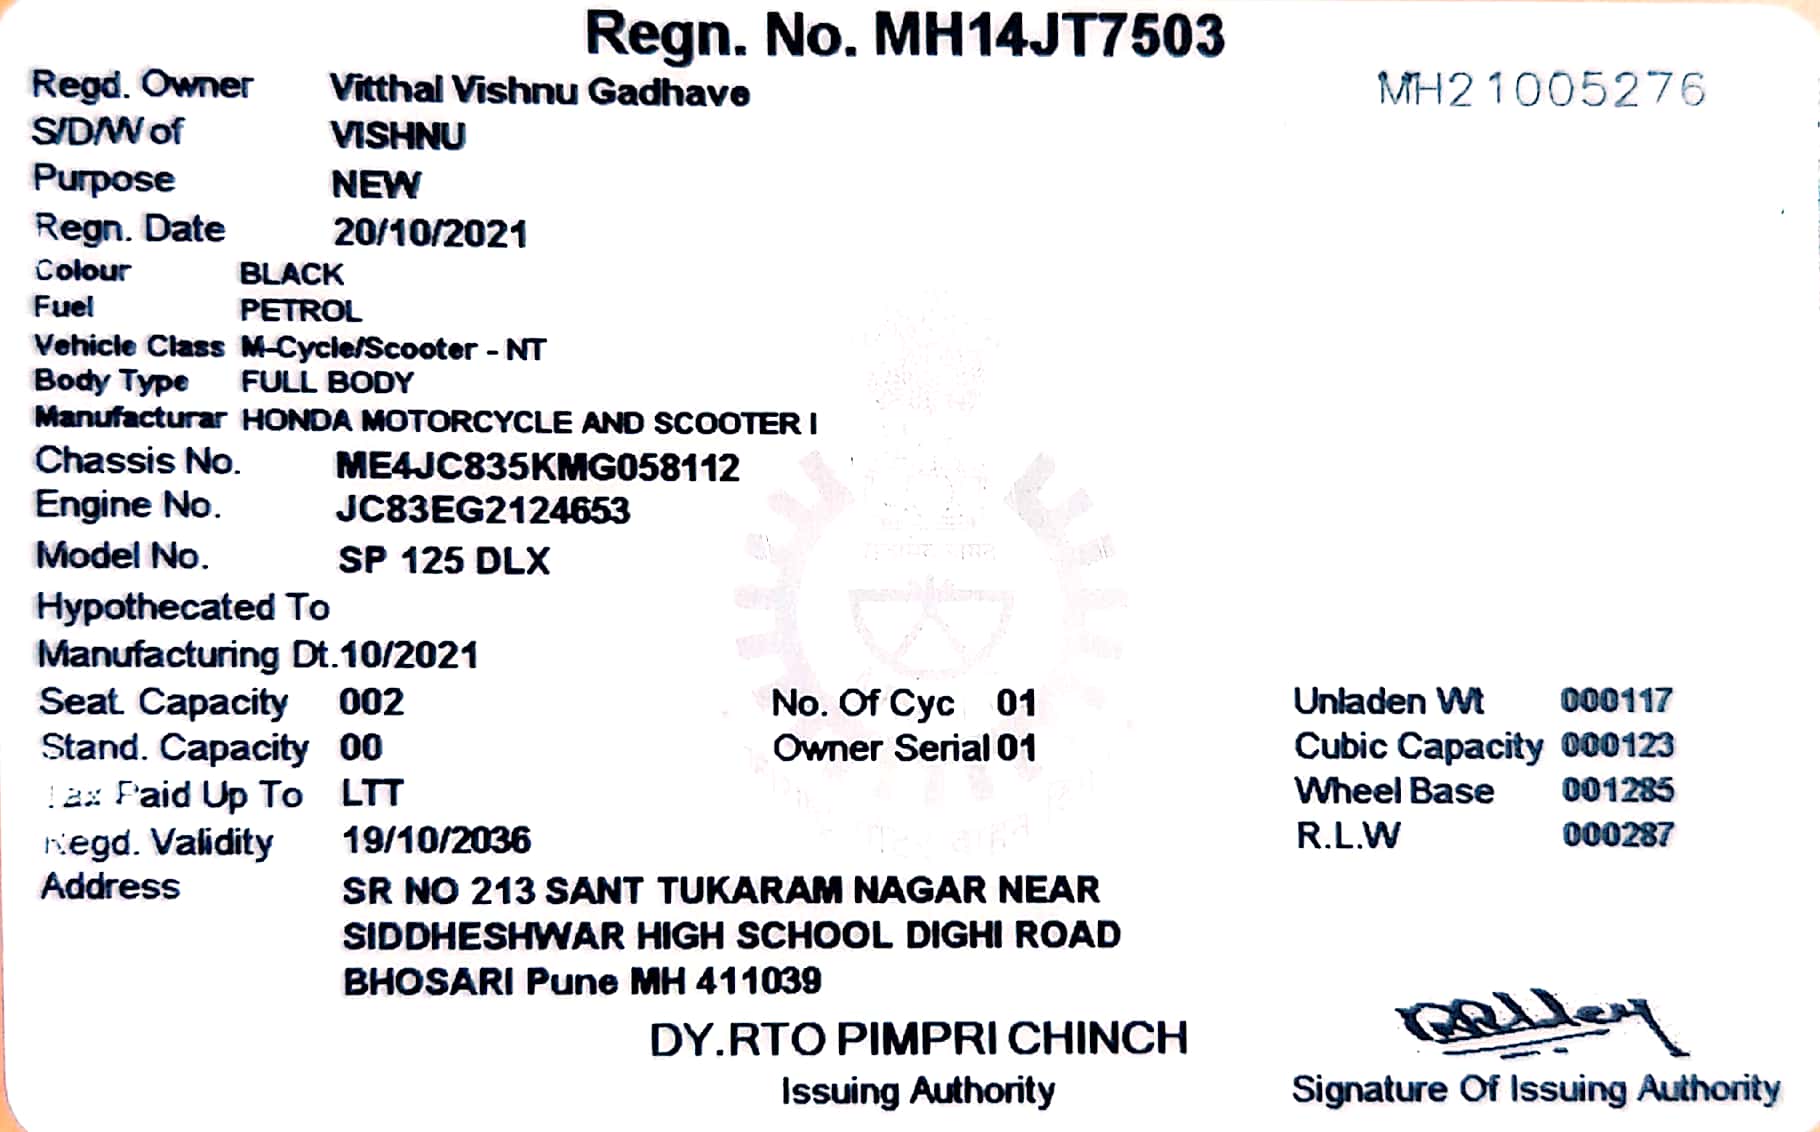 Regn. No. MH14JT7503
Regd. Owner Vitthal Vishnu Gadhave MH21005276
S/D/W of VISHNU
Purpose NEW
Regn. Date 20/10/2021
Colour BLACK
Fuel PETROL
Vehicle Class M-Cycle/Scooter - NT
Body Type FULL BODY
Manufacturar HONDA MOTORCYCLE AND SCOOTER I
Chassis No. ME4JC835KMG058112
Engine No. JC83EG2124653
Model No. SP 125 DLX
Hypothecated To
Manufacturing Dt.10/2021
Seat Capacity 002 No. Of Cyc 01 Unladen Wt 000117
Stand. Capacity 00 Owner Serial 01 Cubic Capacity 000123
Tax Paid Up To LTT Wheel Base 001285
Regd. Validity 19/10/2036 R.L.W 000287
Address SR NO 213 SANT TUKARAM NAGAR NEAR
SIDDHESHWAR HIGH SCHOOL DIGHI ROAD
BHOSARI Pune MH 411039
DY.RTO PIMPRI CHINCH
Issuing Authority Signature Of Issuing Authority